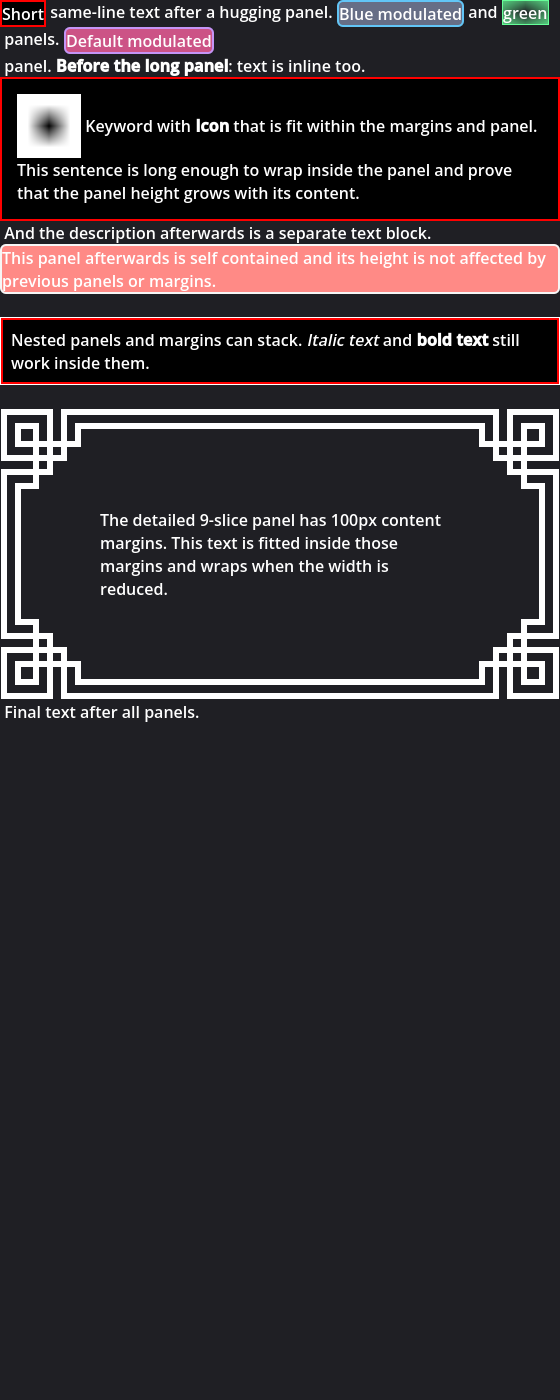 Short same-line text after a hugging panel. Blue modulated and green
panels. Default modulated
panel. Before the long panel: text is inline too.
Keyword with Icon that is fit within the margins and panel.
This sentence is long enough to wrap inside the panel and prove
that the panel height grows with its content.
And the description afterwards is a separate text block.
This panel afterwards is self contained and its height is not affected by
previous panels or margins.
Nested panels and margins can stack. Italic text and bold text still
work inside them.
The detailed 9-slice panel has 100px content
margins. This text is fitted inside those
margins and wraps when the width is
reduced.
Final text after all panels.